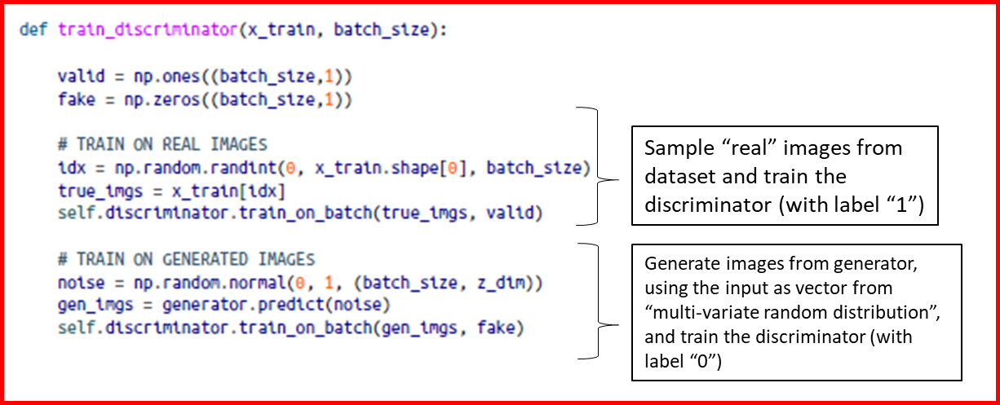 def train_discriminator(x_train, batch_size):
valid = np.ones((batch_size,1))
fake = np.zeros((batch_size,1))
# TRAIN ON REAL IMAGES
idx = np.random.randint(0, x_train.shape[0], batch_size)
true_imgs = x_train[idx]
self.discriminator.train_on_batch(true_imgs, valid)
Sample “real” images from
dataset and train the
discriminator (with label “1”)
# TRAIN ON GENERATED IMAGES
noise = np.random.normal(0, 1, (batch_size, z_dim))
gen_imgs = generator.predict(noise)
self.discriminator.train_on_batch(gen_imgs, fake)
Generate images from generator,
using the input as vector from
“multi-variate random distribution”,
and train the discriminator (with
label “0”)